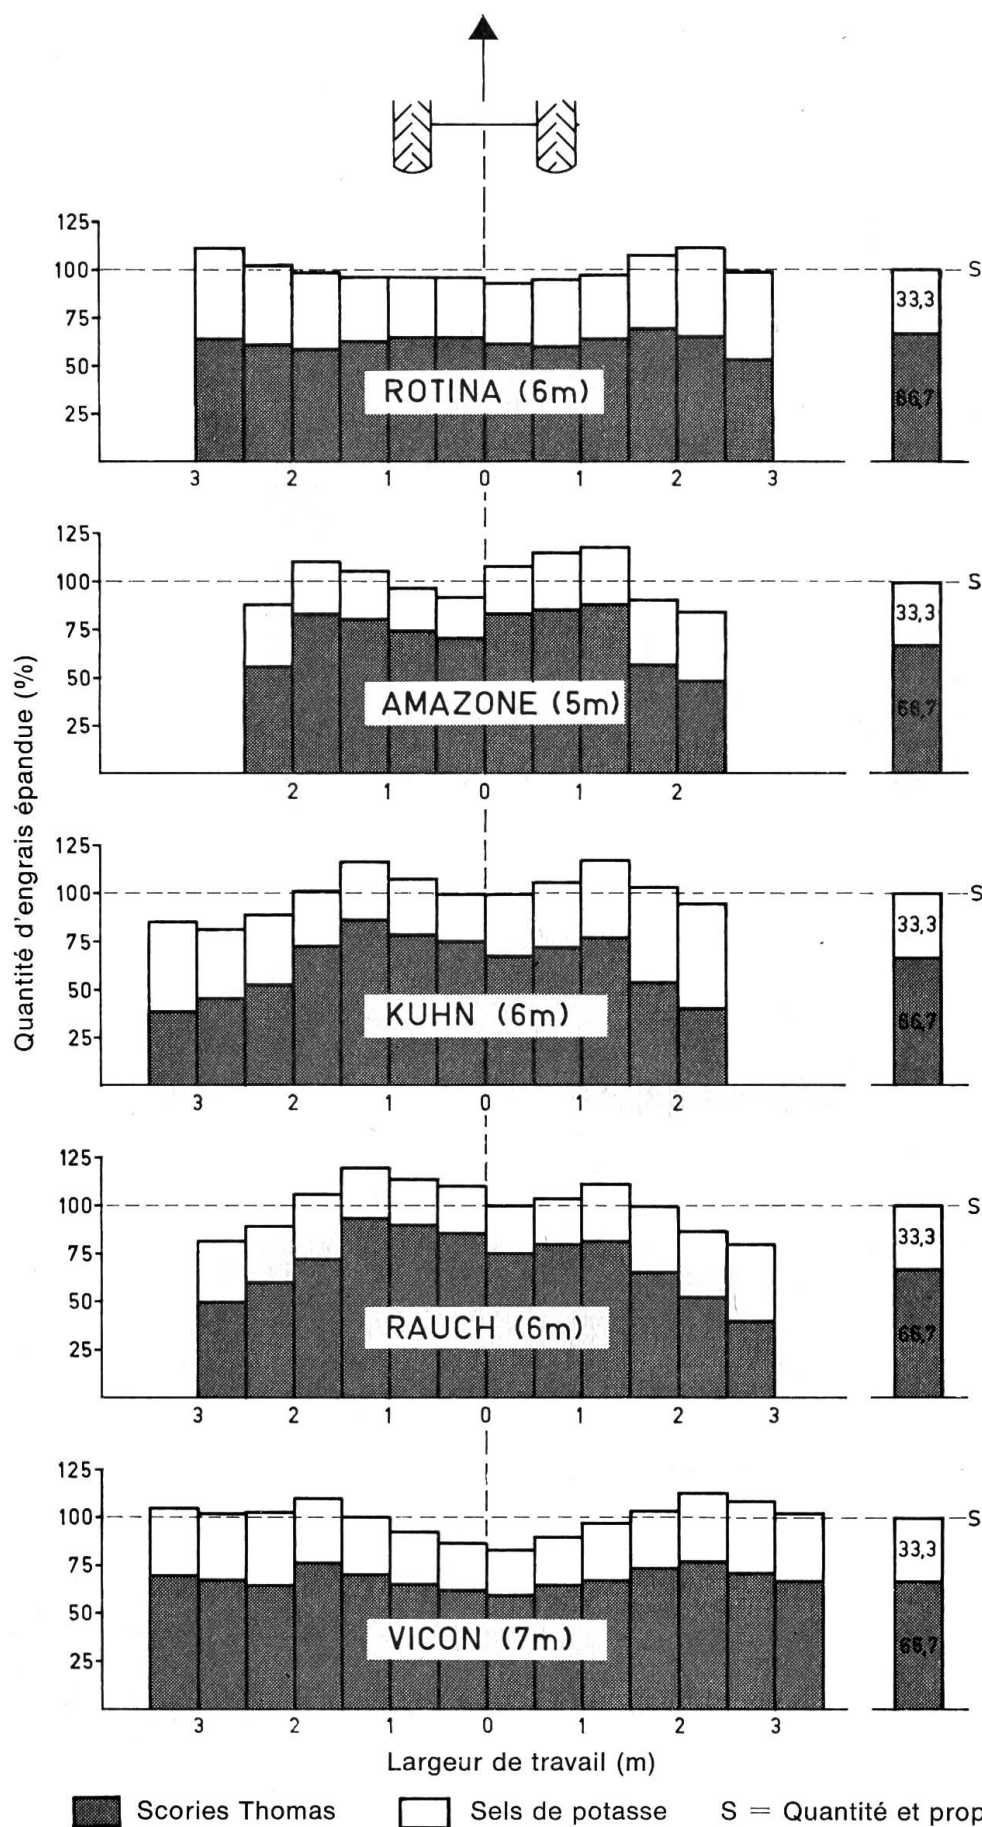 125
100
S
33,3
75
50
ROTINA (6m)
66,7
25
3 2 1 0 1 2 3
125
100
S
33,3
75
50
AMAZONE (5m)
66,7
25
2 1 0 1 2
Quantité d'engrais épandue (%)
125
100
S
33,3
75
50
KUHN (6m)
66,7
25
3 2 1 0 1 2
125
100
S
33,3
75
50
RAUCH (6m)
66,7
25
3 2 1 0 1 2 3
125
100
S
33,3
75
50
VICON (7m)
66,7
25
3 2 1 0 1 2 3
Largeur de travail (m)
Scories Thomas Sels de potasse S = Quantité et prop